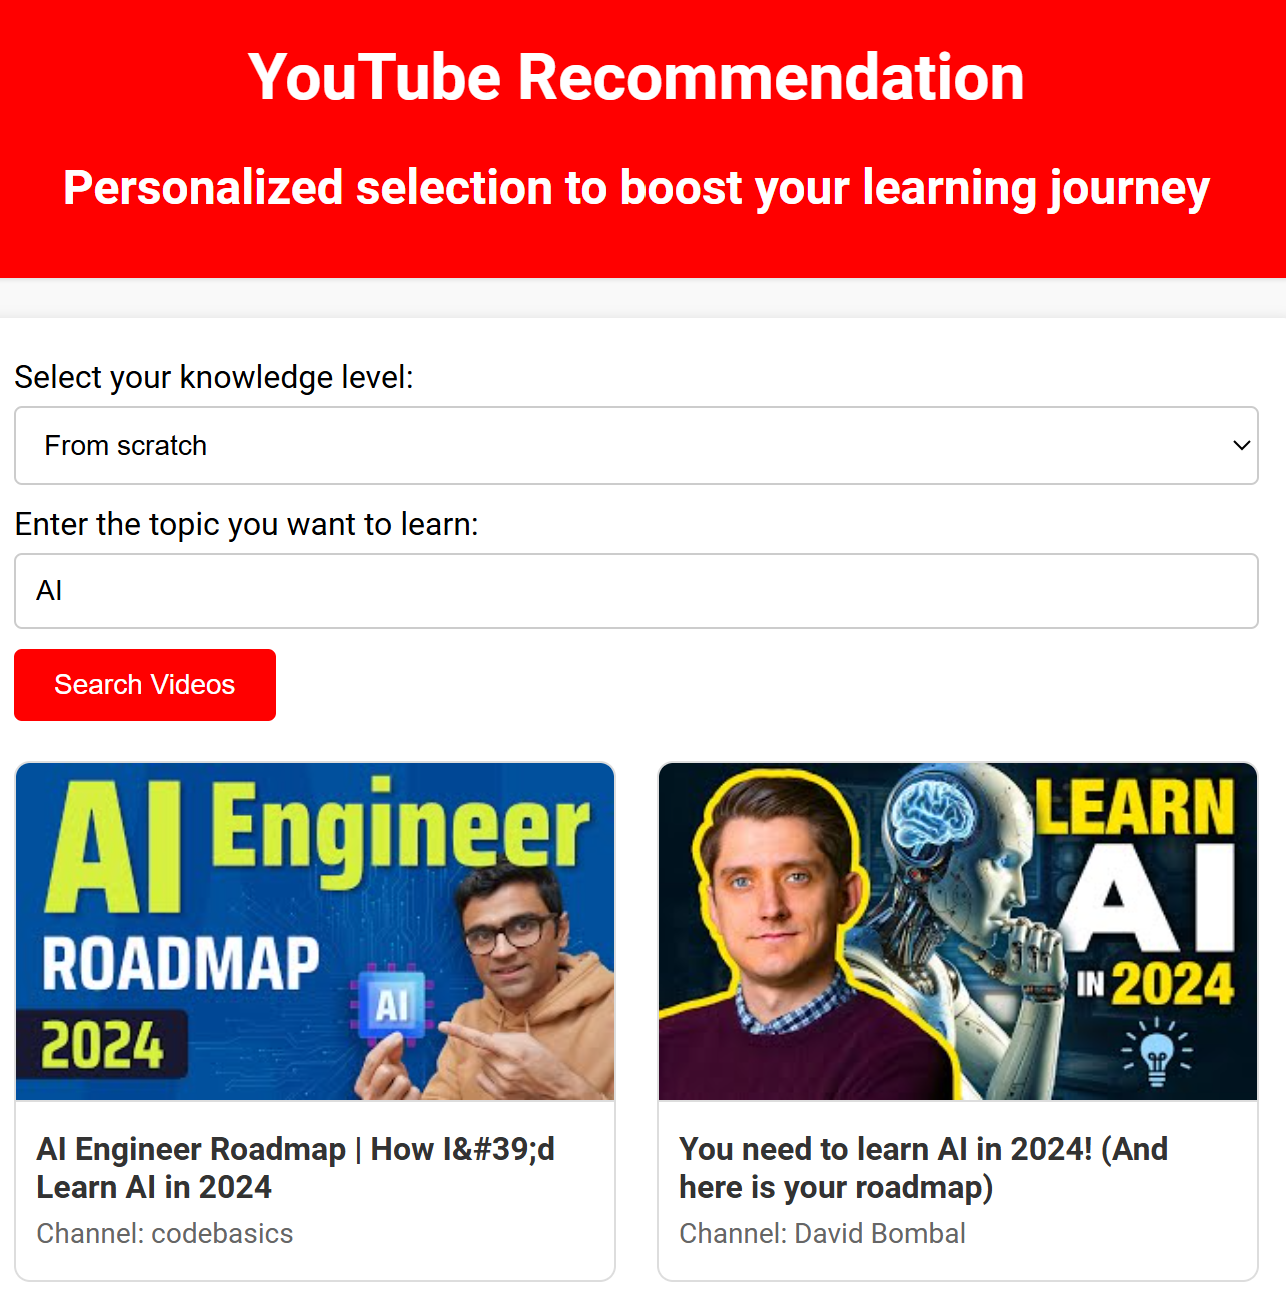 YouTube Recommendation
Personalized selection to boost your learning journey
Select your knowledge level:
From scratch
Enter the topic you want to learn:
AI
Search Videos
AI Engineer
ROADMAP
AI
2024
LEARN
AI
IN 2024
AI Engineer Roadmap | How I&#39;d
Learn AI in 2024
Channel: codebasics
You need to learn AI in 2024! (And
here is your roadmap)
Channel: David Bombal